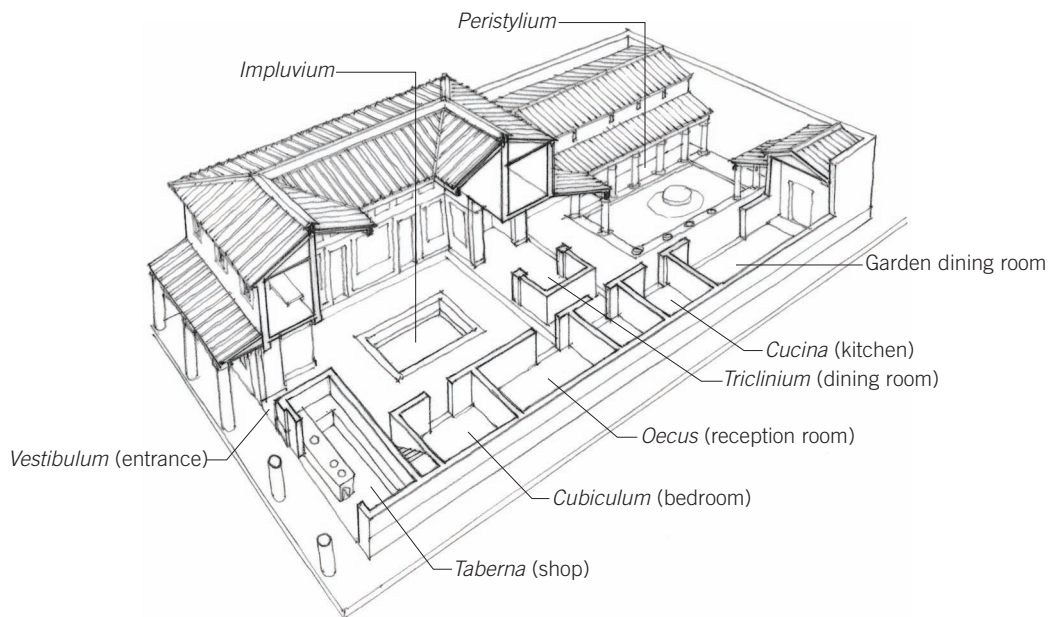 Peristylium
Impluvium
Garden dining room
Cucina (kitchen)
Triclinium (dining room)
Oecus (reception room)
Vestibulum (entrance)
Cubiculum (bedroom)
Taberna (shop)